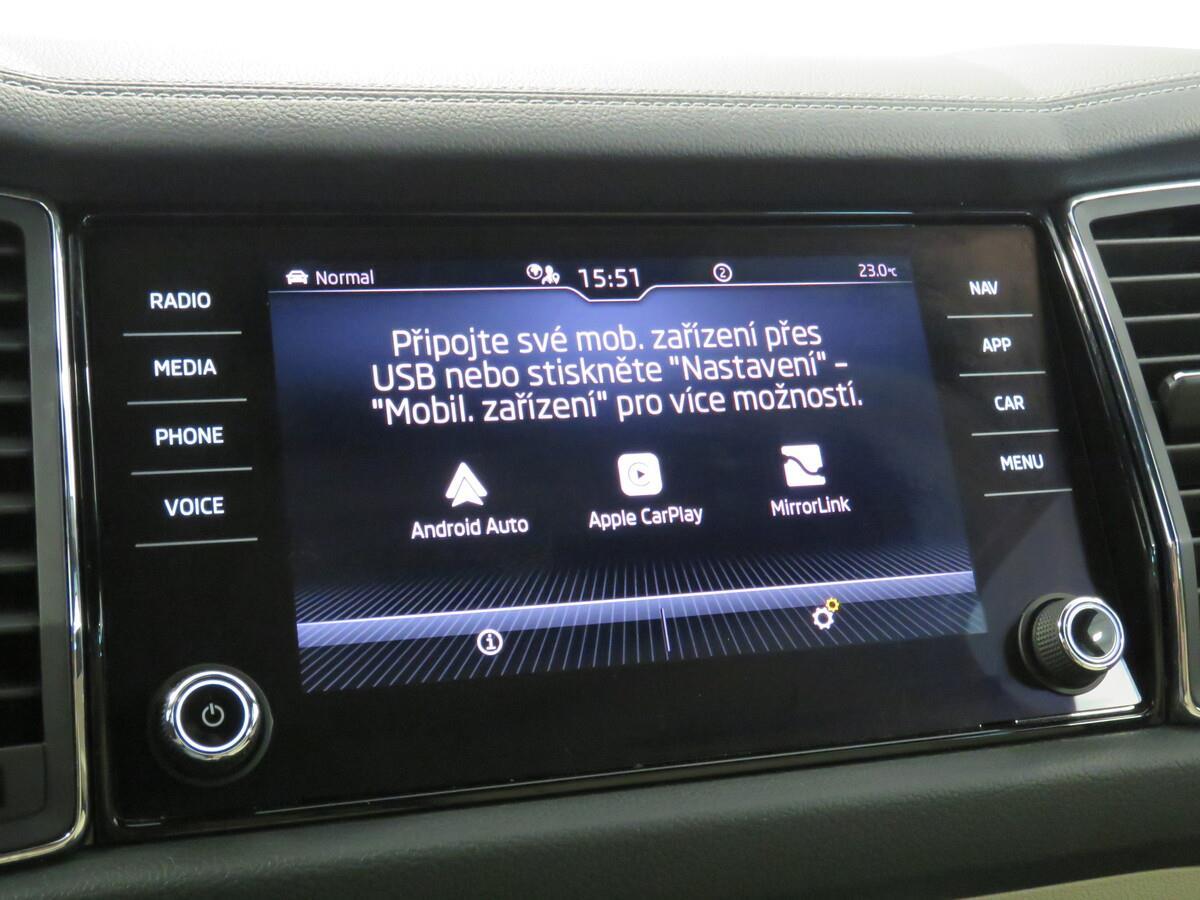 RADIO
MEDIA
PHONE
VOICE
Normal
15:51
2
23.0°C
Připojte své mob. zařízení přes
USB nebo stiskněte "Nastavení" -
"Mobil. zařízení" pro více možností.
Android Auto
Apple CarPlay
MirrorLink
NAV
APP
CAR
MENU